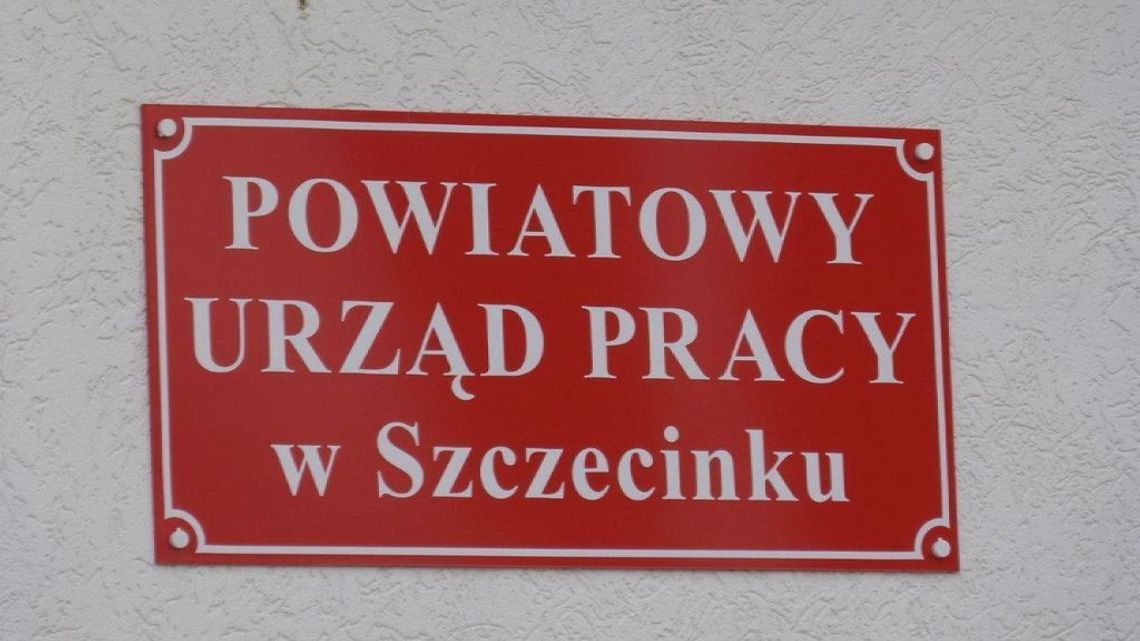 POWIATOWY
URZĄD PRACY
w Szczecinku